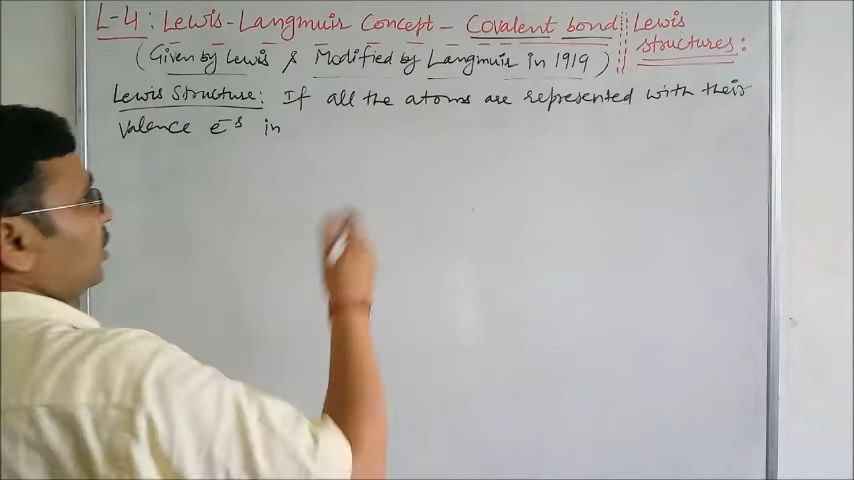 L-4: Lewis-Langmuir Concept - Covalent bond Lewis structures:
(Given by Lewis & Modified by Langmuir in 1919)
Lewis Structure: If all the atoms are represented with their
valence e⁻s in